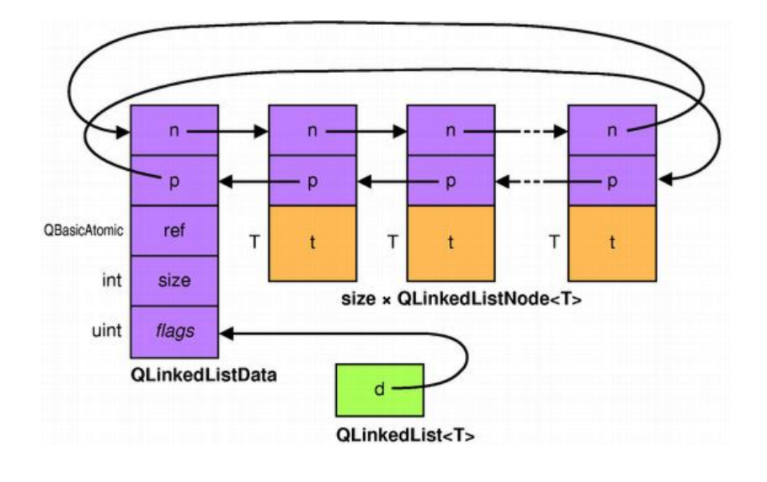 n n n n
p p p p
QBasicAtomic ref T t T t T t
int size
size × QLinkedListNode<T>
uint flags
QLinkedListData
d
QLinkedList<T>